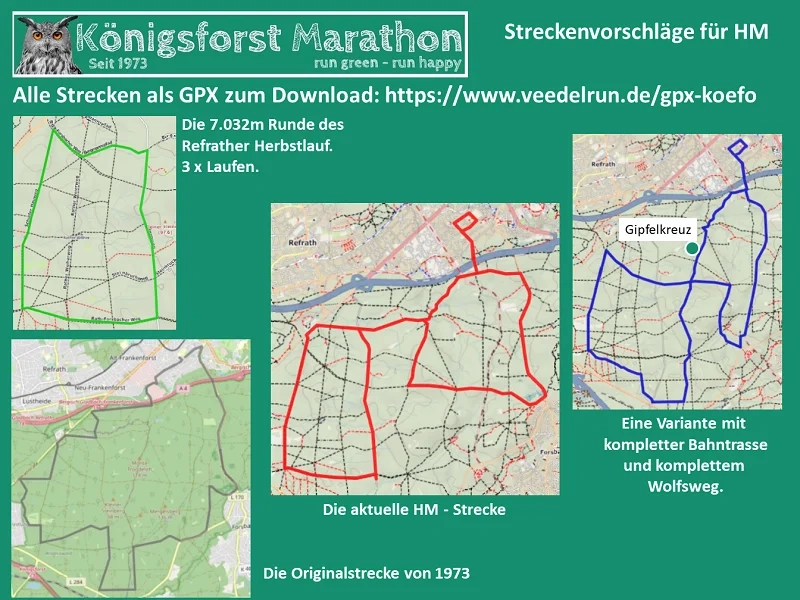 Königsforst Marathon
Seit 1973
run green - run happy
Streckenvorschläge für HM
Alle Strecken als GPX zum Download: https://www.veedelrun.de/gpx-koefo
Die 7.032m Runde des
Refrather Herbstlauf.
3 x Laufen.
Refrath
Gipfelkreuz
Refrath
Forsba
Eine Variante mit
kompletter Bahntrasse
und komplettem
Wolfsweg.
Alt-Frankenforst
Refrath
Neu-Frankenforst
Lustheide
A 4
L 170
L 284
Die aktuelle HM - Strecke
Die Originalstrecke von 1973